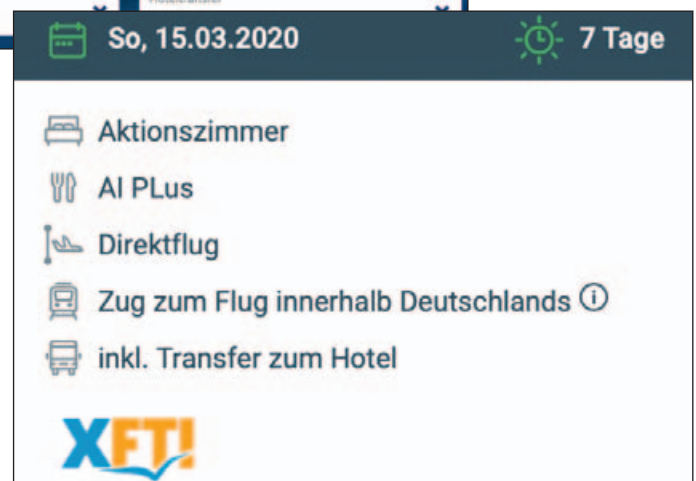 Hoteltransfer
So, 15.03.2020
7 Tage
Aktionszimmer
AI PLus
Direktflug
Zug zum Flug innerhalb Deutschlands
inkl. Transfer zum Hotel
XFTI